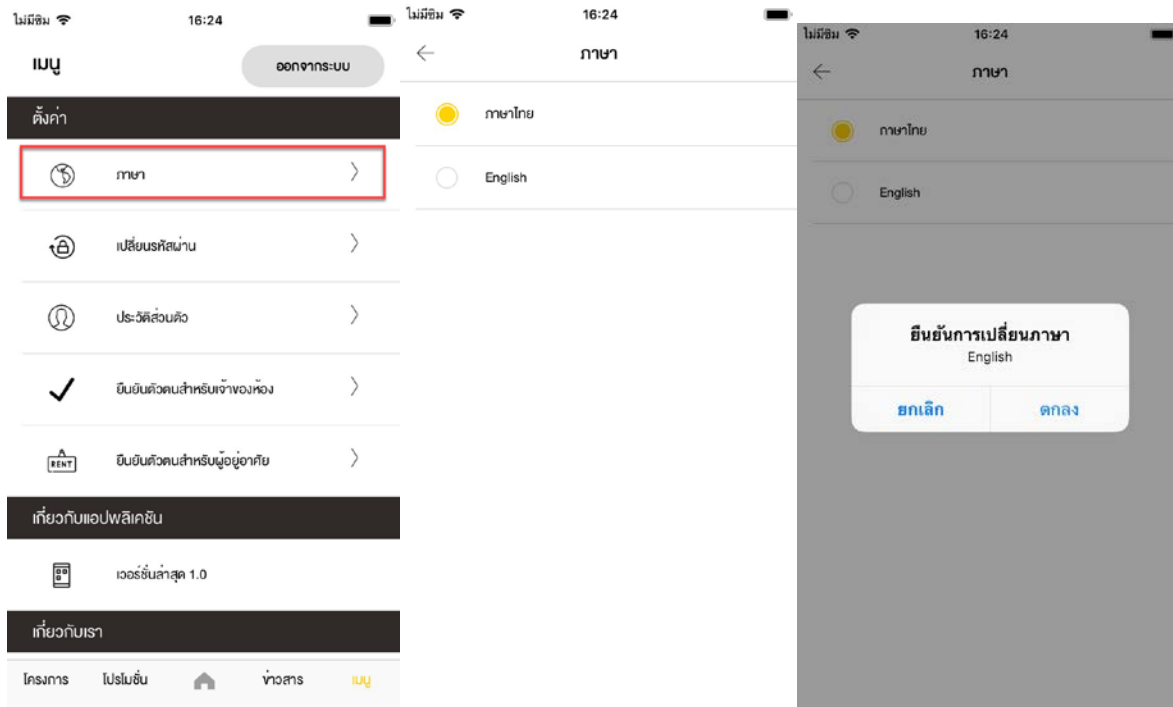 ไม่มีซิม 16:24
เมนู ออกจากระบบ
ตั้งค่า
ภาษา
เปลี่ยนรหัสผ่าน
ประวัติส่วนตัว
ยืนยันตัวตนสำหรับเจ้าของห้อง
RENT ยืนยันตัวตนสำหรับผู้อยู่อาศัย
เกี่ยวกับแอปพลิเคชัน
เวอร์ชั่นล่าสุด 1.0
เกี่ยวกับเรา
โครงการ โปรโมชั่น ข่าวสาร เมนู
ไม่มีซิม 16:24
ภาษา
ภาษาไทย
English
ไม่มีซิม 16:24
ภาษา
ภาษาไทย
English
ยืนยันการเปลี่ยนภาษา
English
ยกเลิก ตกลง